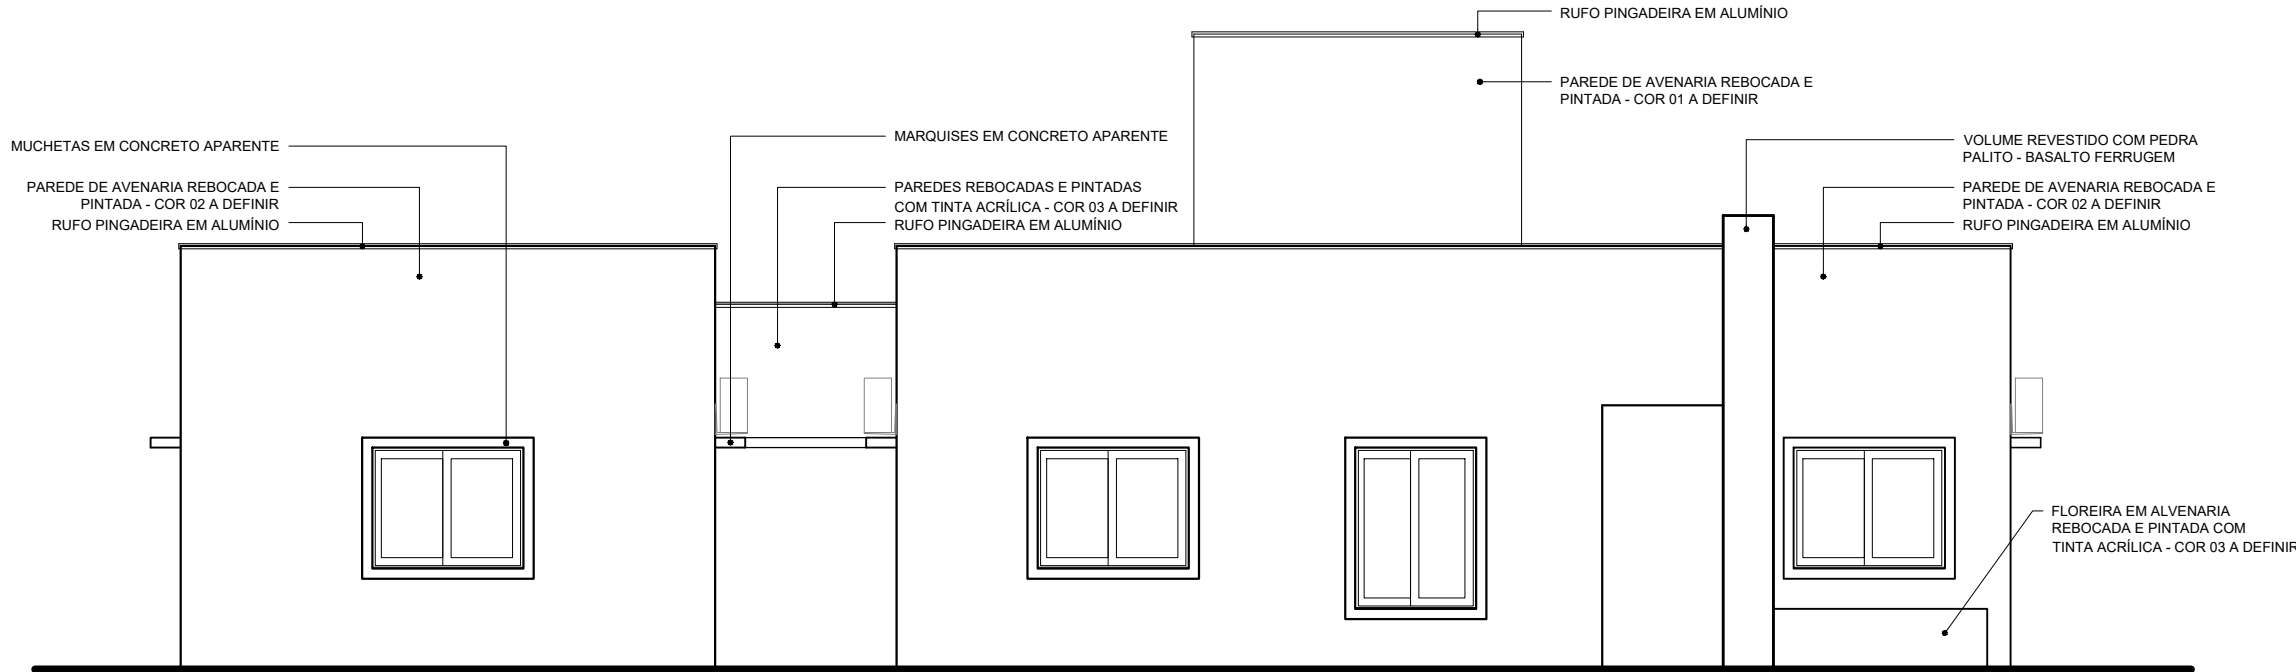 RUFO PINGADEIRA EM ALUMÍNIO
PAREDE DE AVENARIA REBOCADA E
PINTADA - COR 01 A DEFINIR
MUCHETAS EM CONCRETO APARENTE
PAREDE DE AVENARIA REBOCADA E
PINTADA - COR 02 A DEFINIR
RUFO PINGADEIRA EM ALUMÍNIO
MARQUISES EM CONCRETO APARENTE
PAREDES REBOCADAS E PINTADAS
COM TINTA ACRÍLICA - COR 03 A DEFINIR
RUFO PINGADEIRA EM ALUMÍNIO
VOLUME REVESTIDO COM PEDRA
PALITO - BASALTO FERRUGEM
PAREDE DE AVENARIA REBOCADA E
PINTADA - COR 02 A DEFINIR
RUFO PINGADEIRA EM ALUMÍNIO
FLOREIRA EM ALVENARIA
REBOCADA E PINTADA COM
TINTA ACRÍLICA - COR 03 A DEFINIR